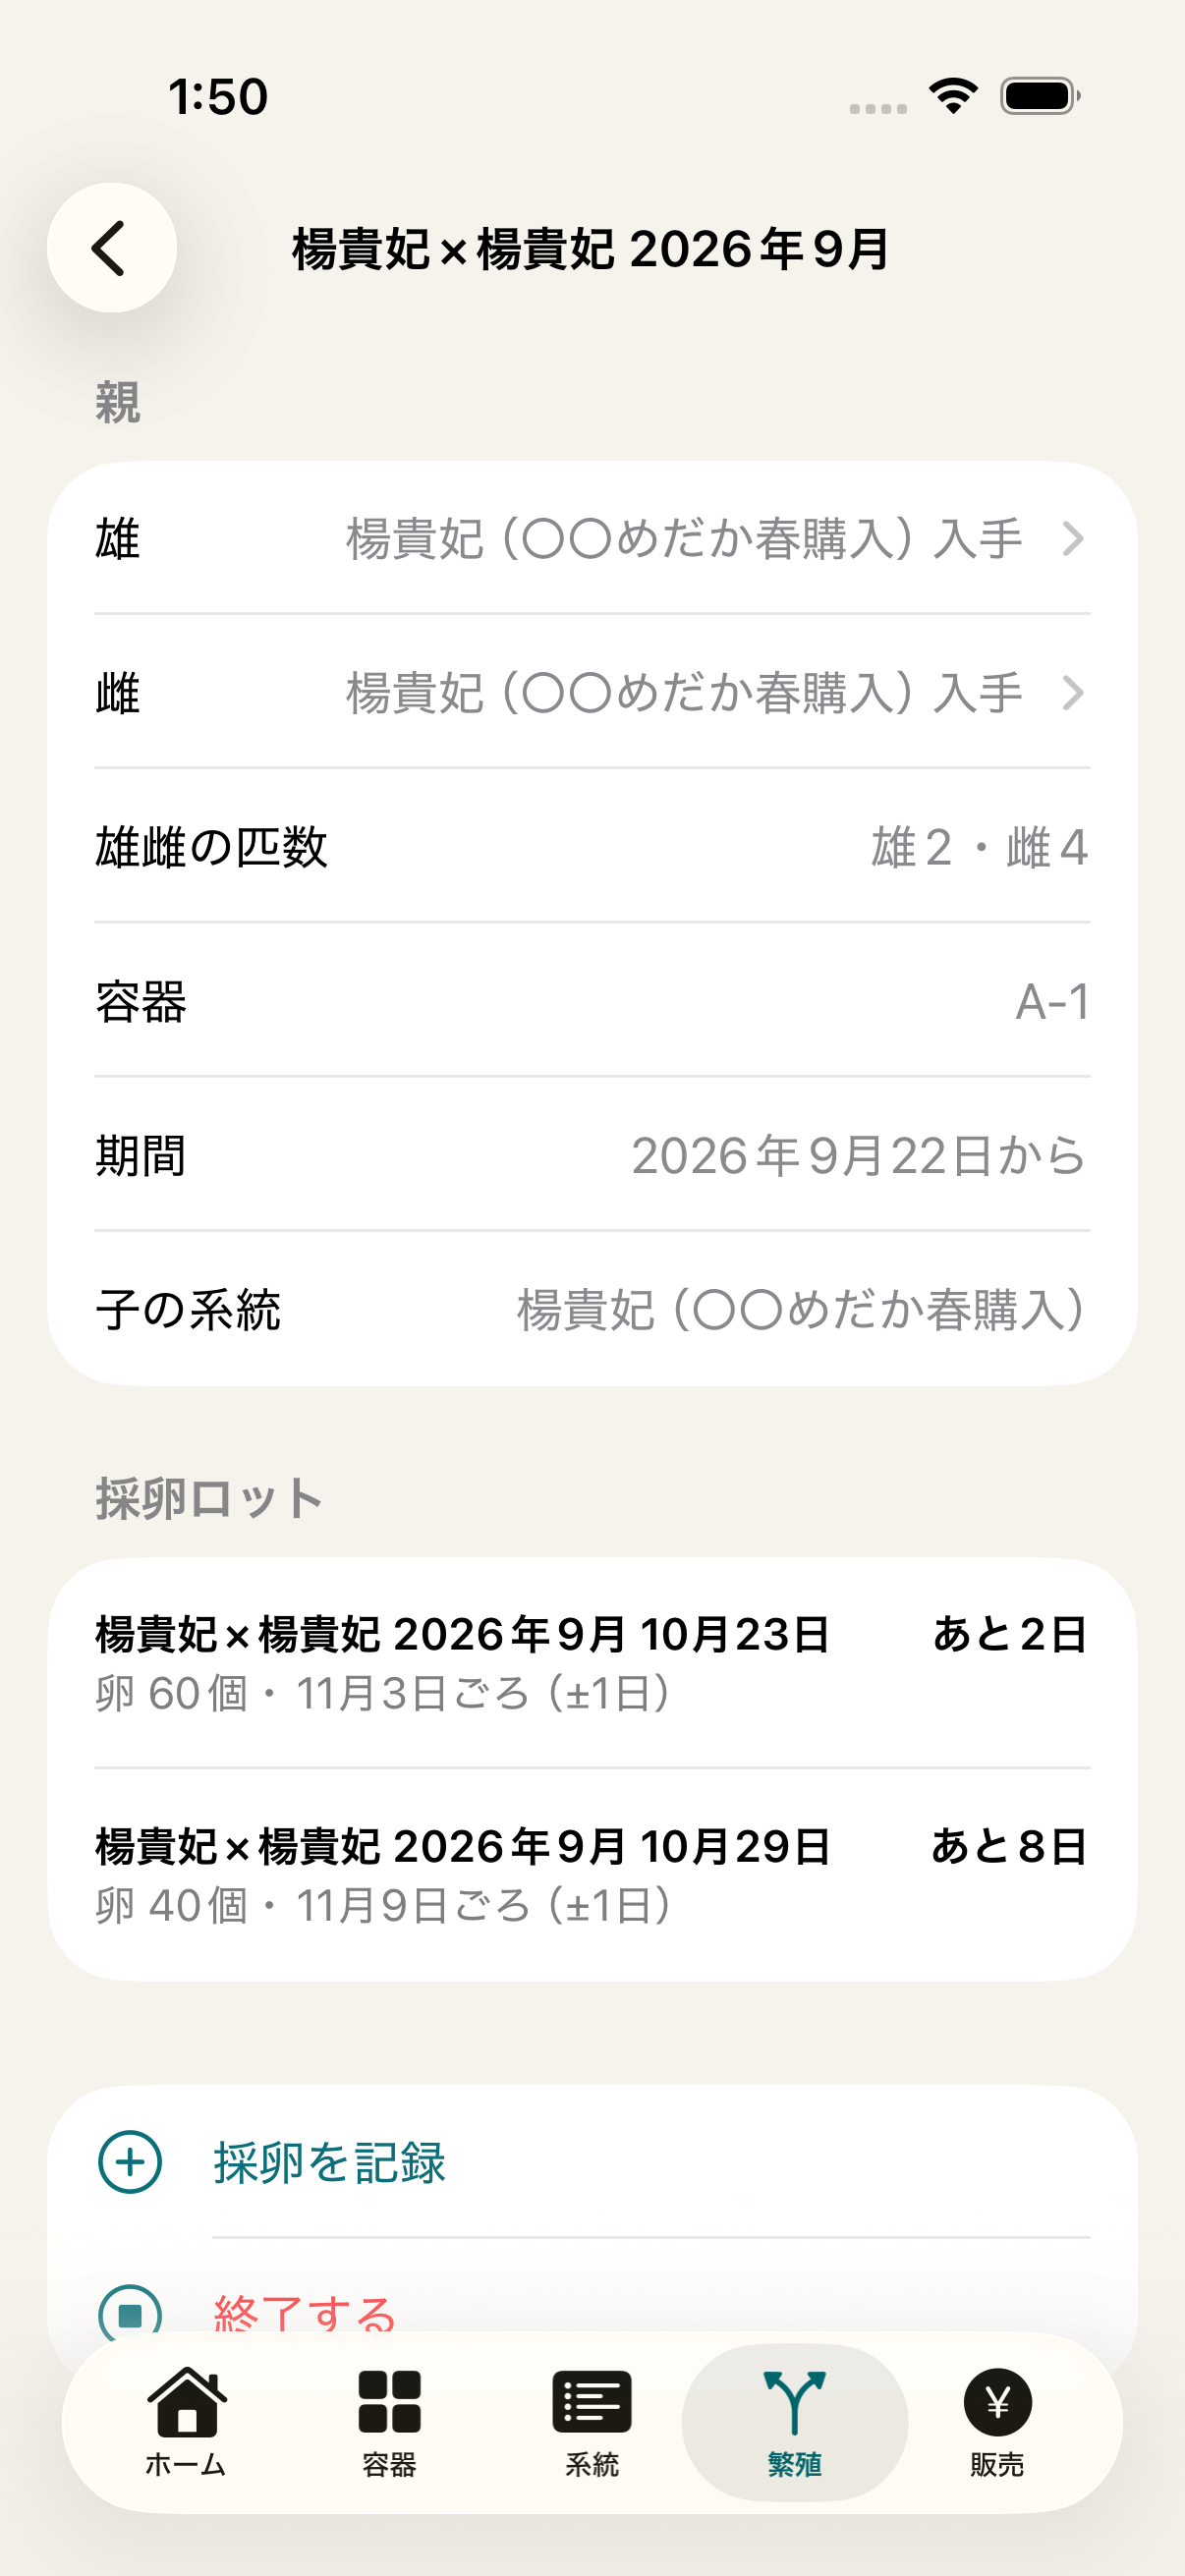 1:50
楊貴妃×楊貴妃 2026年9月
親
雄 楊貴妃（〇〇めだか春購入）入手
雌 楊貴妃（〇〇めだか春購入）入手
雄雌の匹数 雄2・雌4
容器 A-1
期間 2026年9月22日から
子の系統 楊貴妃（〇〇めだか春購入）
採卵ロット
楊貴妃×楊貴妃 2026年9月 10月23日 あと2日
卵 60個・11月3日ごろ（±1日）
楊貴妃×楊貴妃 2026年9月 10月29日 あと8日
卵 40個・11月9日ごろ（±1日）
採卵を記録
終了する
ホーム 容器 系統 繁殖 販売